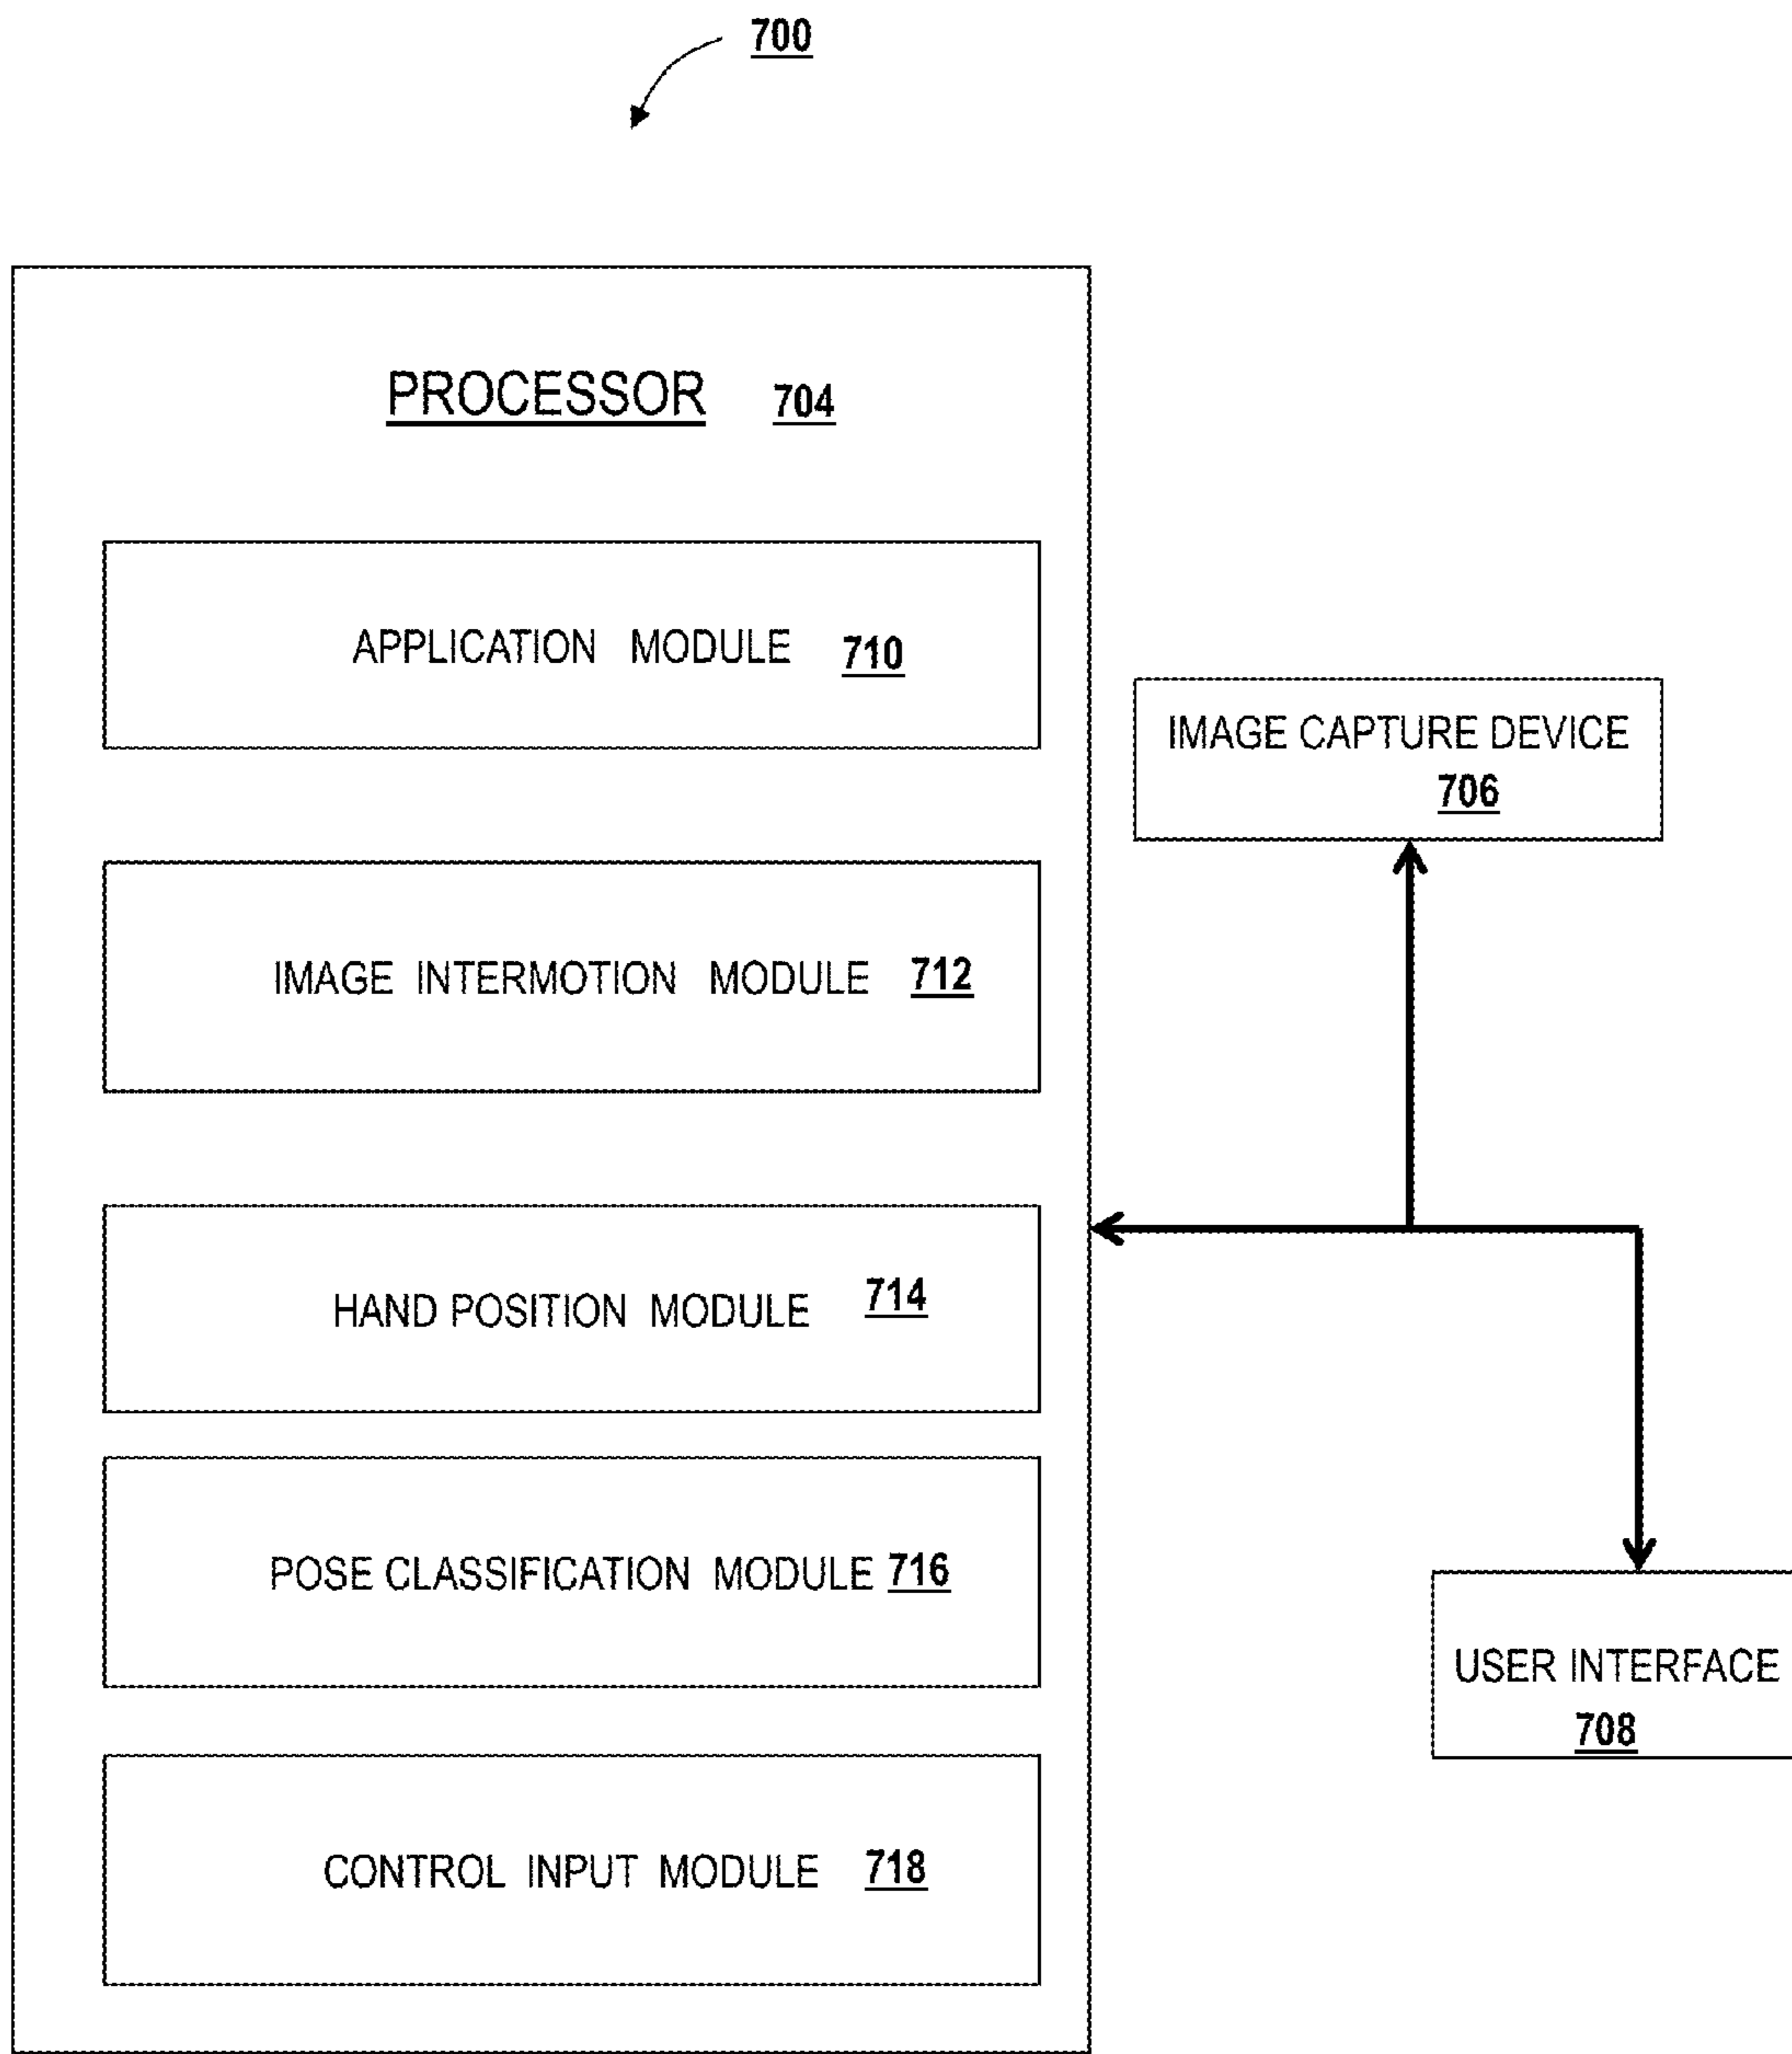 700
PROCESSOR 704
APPLICATION MODULE 710
IMAGE CAPTURE DEVICE
706
IMAGE INTERMOTION MODULE 712
HAND POSITION MODULE 714
POSE CLASSIFICATION MODULE 716
USER INTERFACE
708
CONTROL INPUT MODULE 718